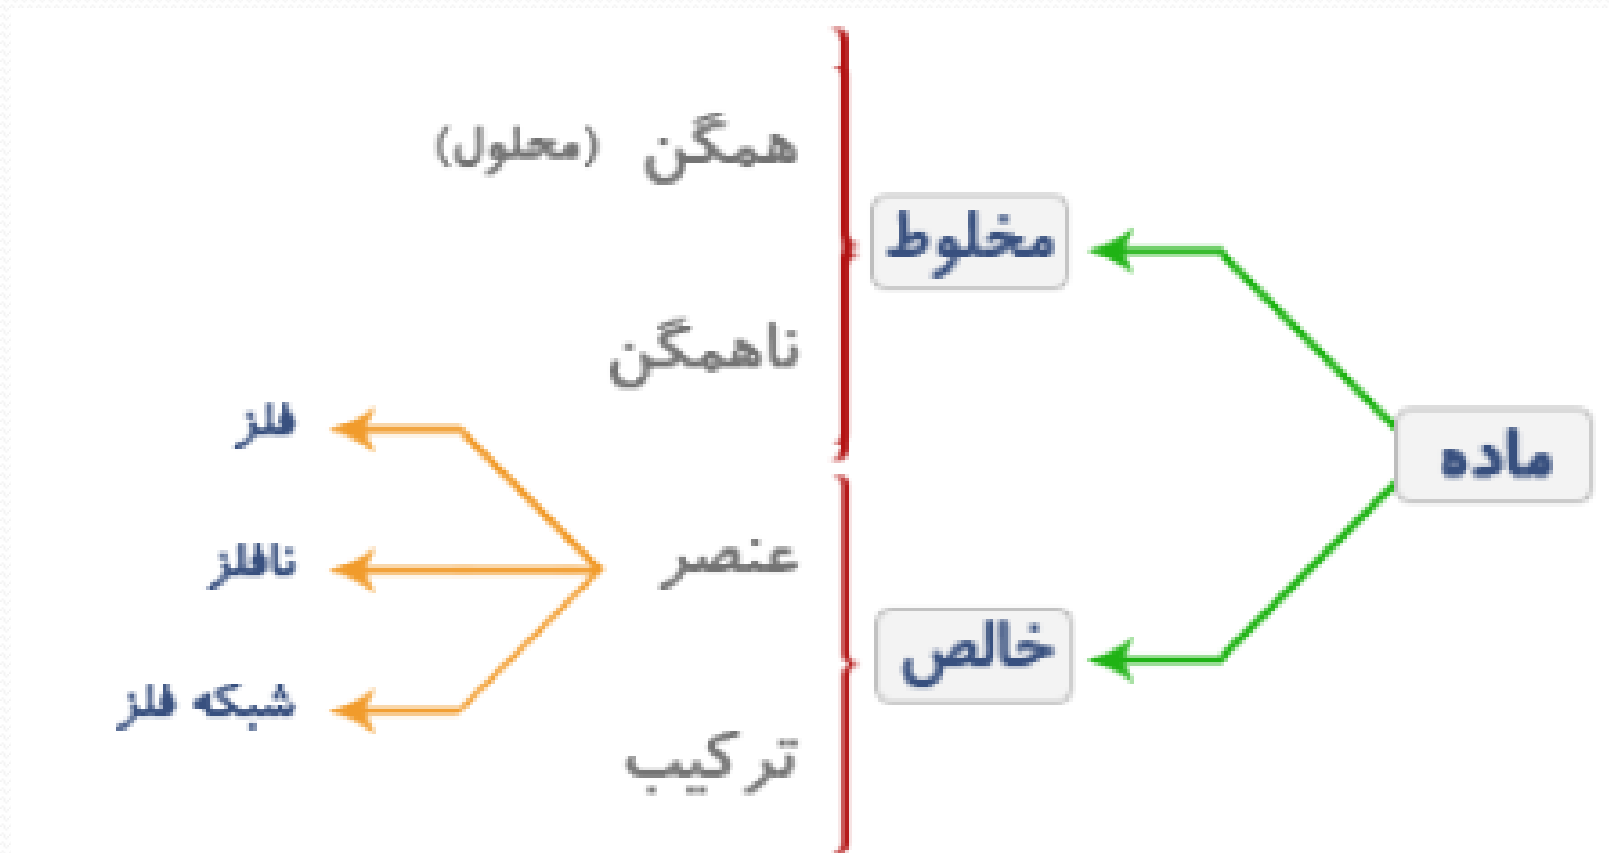 ماده
مخلوط
همگن (محلول)
ناهمگن
خالص
عنصر
فلز
نافلز
شبکه فلز
ترکیب